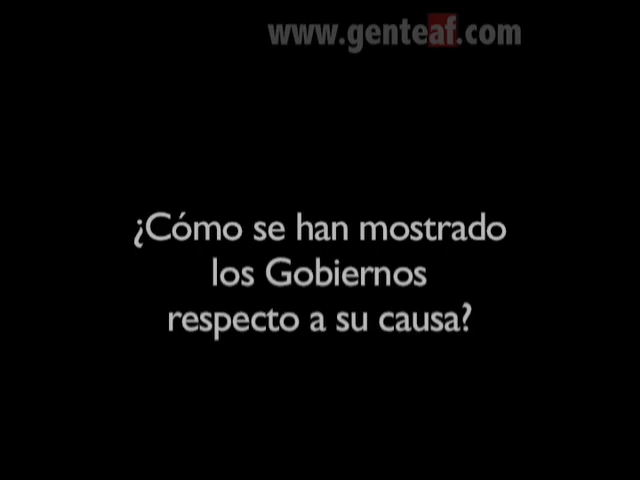 www.genteaf.com
¿Cómo se han mostrado
los Gobiernos
respecto a su causa?